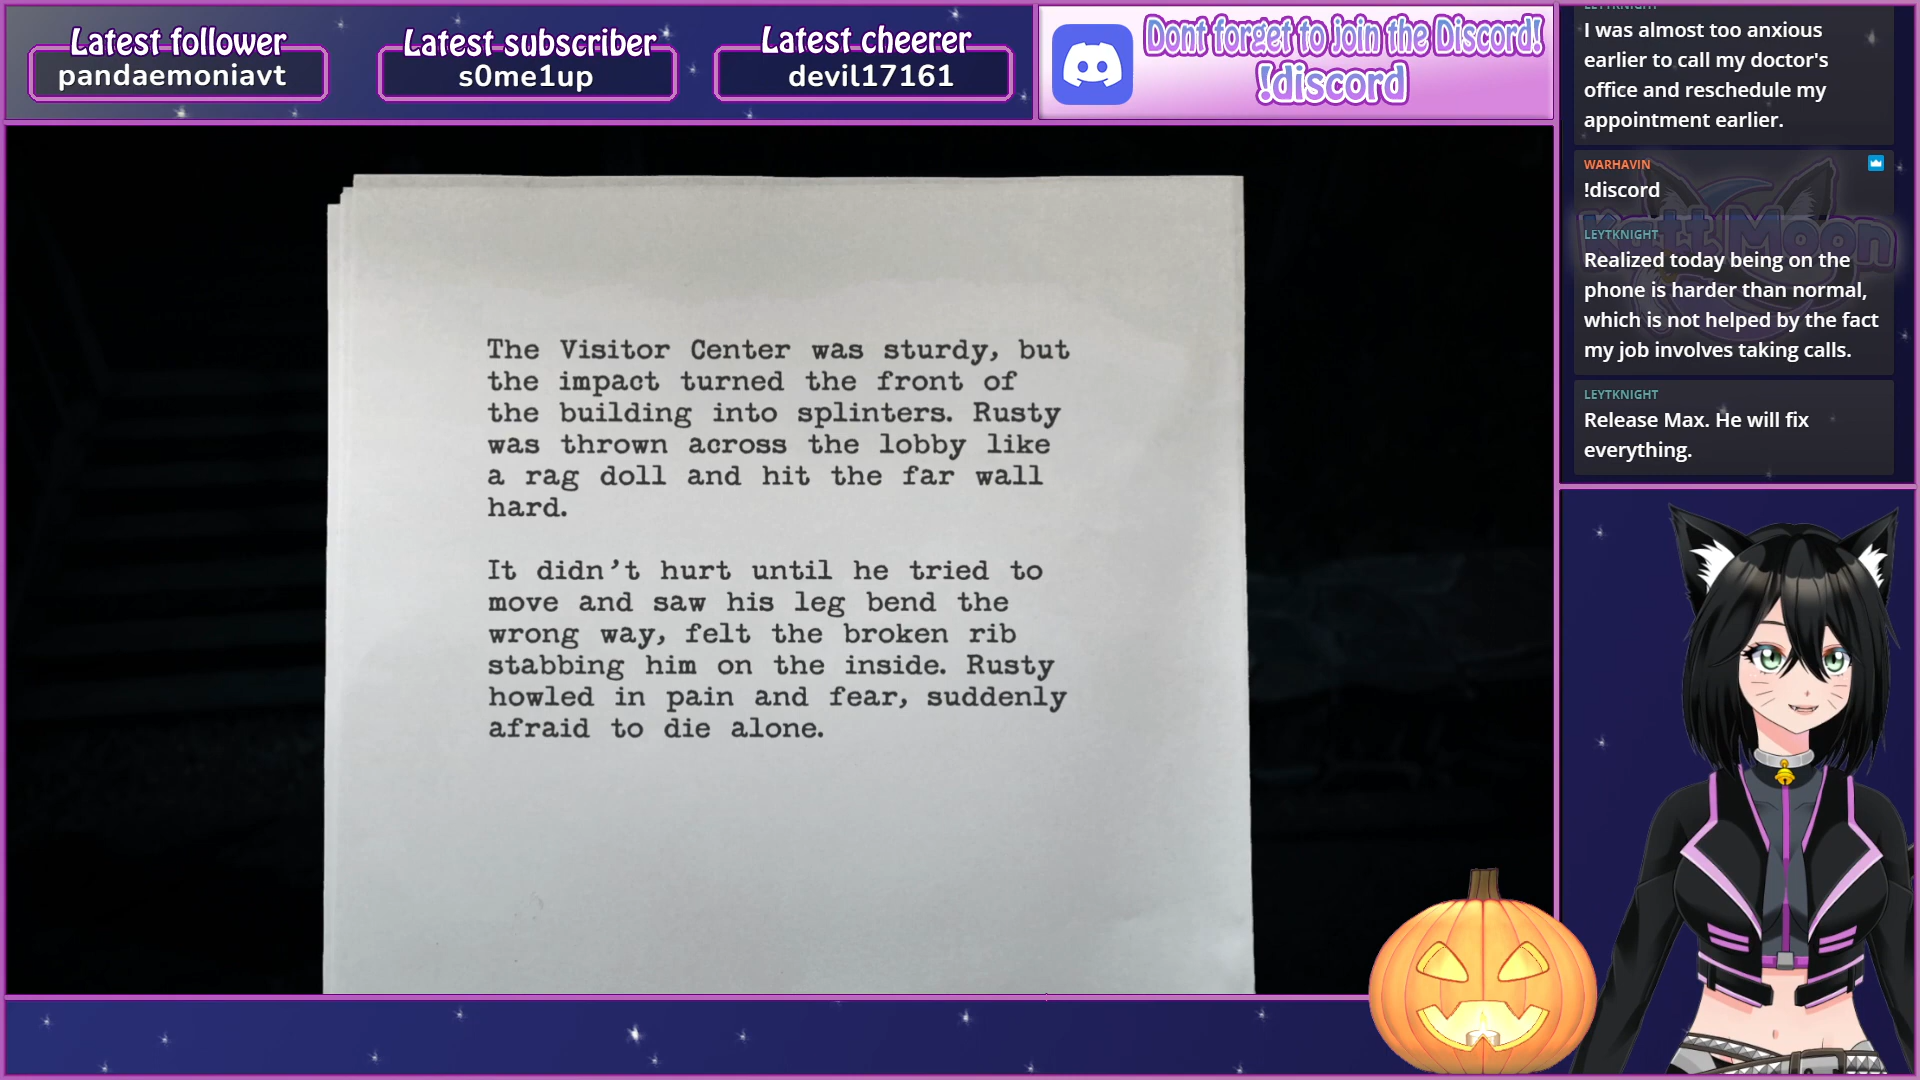 Latest follower
pandaemoniavt
Latest subscriber
s0me1up
Latest cheerer
devil17161
Dont forget to join the Discord!
!discord
The Visitor Center was sturdy, but
the impact turned the front of
the building into splinters. Rusty
was thrown across the lobby like
a rag doll and hit the far wall
hard.
It didn't hurt until he tried to
move and saw his leg bend the
wrong way, felt the broken rib
stabbing him on the inside. Rusty
howled in pain and fear, suddenly
afraid to die alone.
LEYTKNIGHT
I was almost too anxious
earlier to call my doctor's
office and reschedule my
appointment earlier.
WARHAVIN
!discord
Katt Moon
LEYTKNIGHT
Realized today being on the
phone is harder than normal,
which is not helped by the fact
my job involves taking calls.
LEYTKNIGHT
Release Max. He will fix
everything.